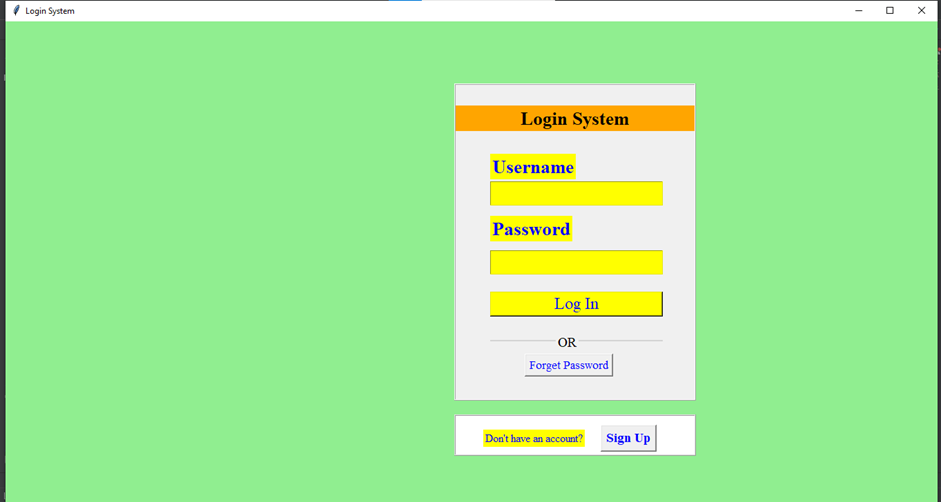 Login System
Login System
Username
Password
Log In
OR
Forget Password
Don't have an account? Sign Up